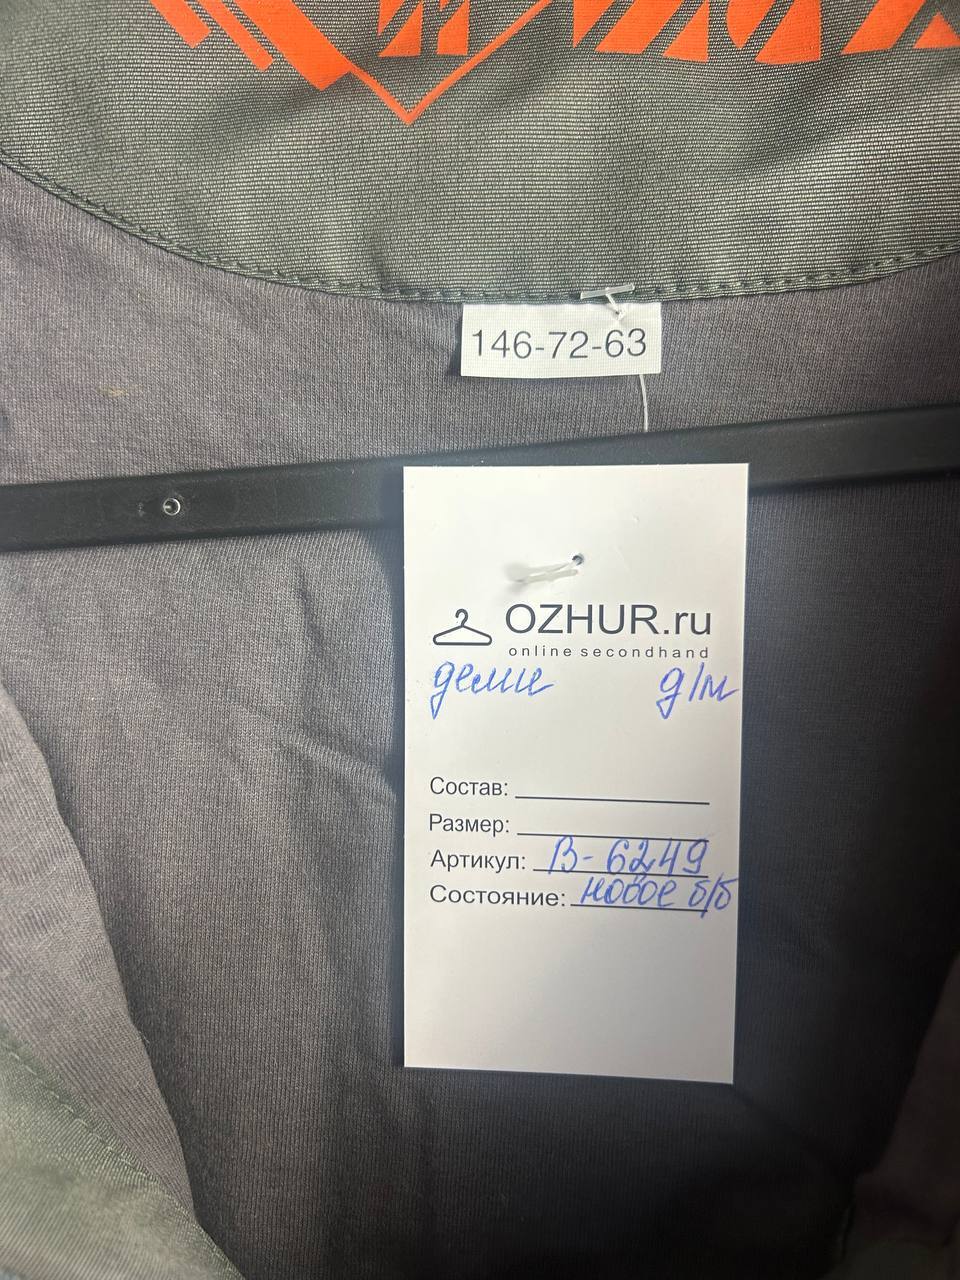 146-72-63
OZHUR.ru
online secondhand
деми д/м
Состав:
Размер:
Артикул: В-6249
Состояние: новое б/б